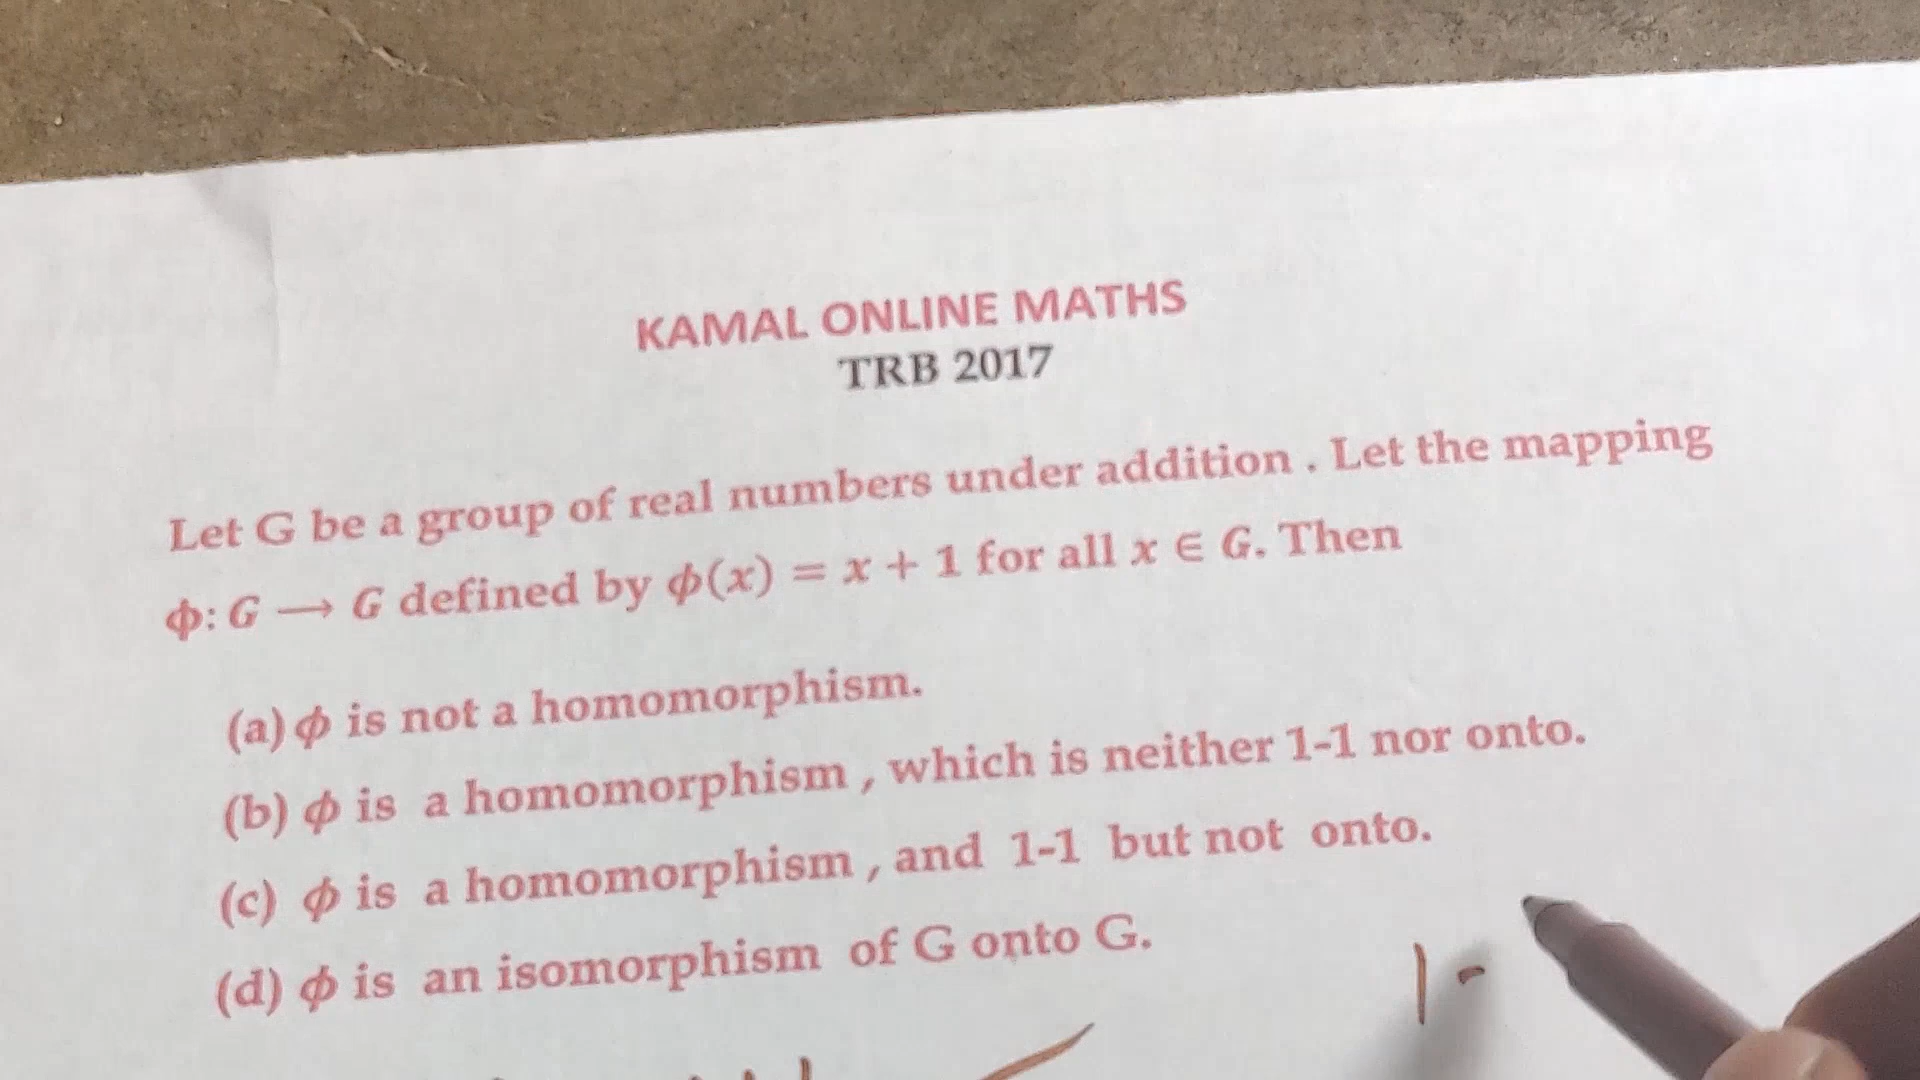 KAMAL ONLINE MATHS
TRB 2017
Let G be a group of real numbers under addition . Let the mapping
ϕ: G ⟶ G defined by ϕ(x) = x + 1 for all x ∈ G. Then
(a) ϕ is not a homomorphism.
(b) ϕ is a homomorphism , which is neither 1-1 nor onto.
(c) ϕ is a homomorphism , and 1-1 but not onto.
(d) ϕ is an isomorphism of G onto G.
1-